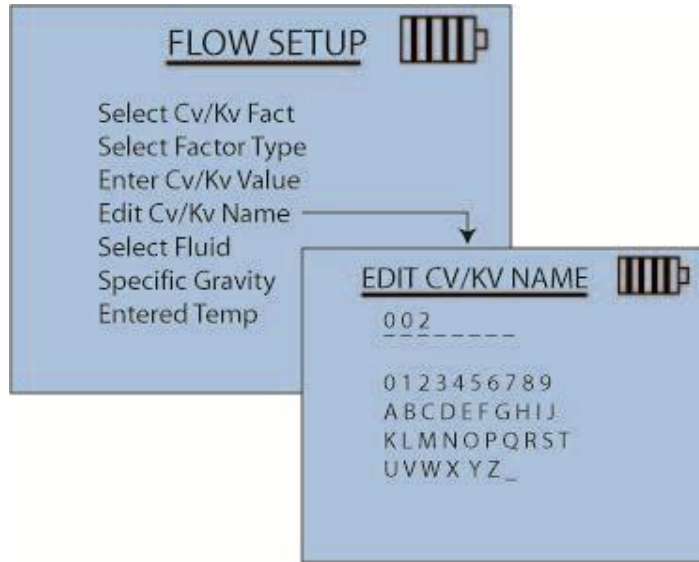 FLOW SETUP
Select Cv/Kv Fact
Select Factor Type
Enter Cv/Kv Value
Edit Cv/Kv Name
Select Fluid
Specific Gravity
Entered Temp
EDIT CV/KV NAME
002
0123456789
ABCDEFGHIJ
KLMNOPQRST
UVWXYZ_